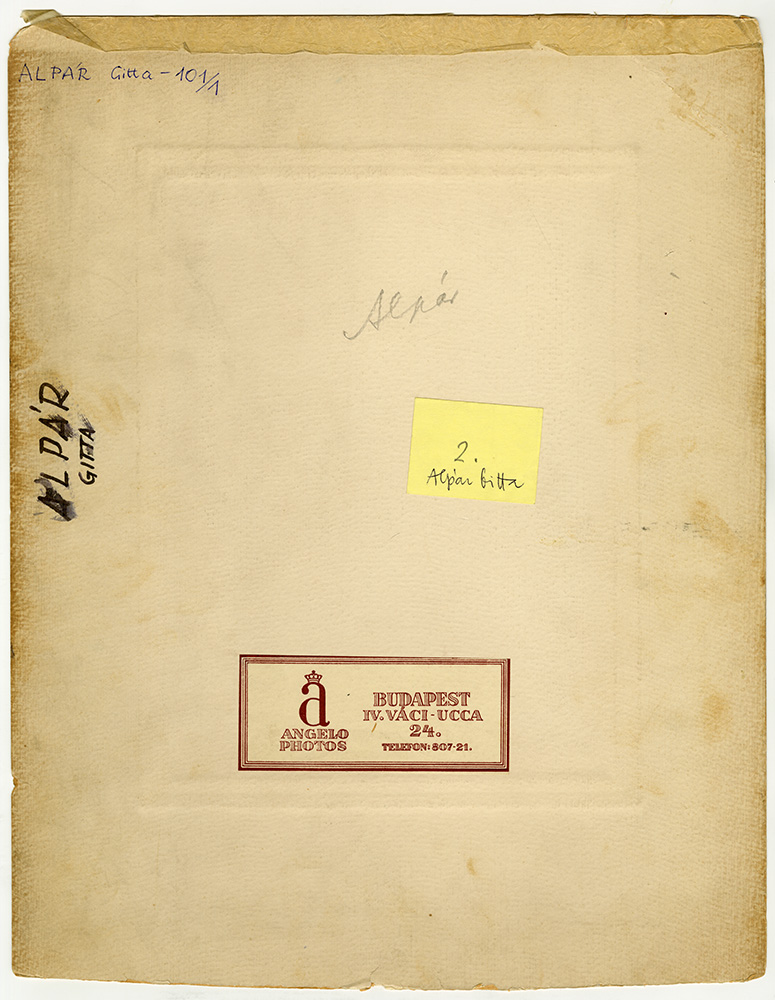 ALPÁR Gitta - 101/1
Alpár
ALPÁR
GITTA
2.
Alpár Gitta
a
ANGELO
PHOTOS
BUDAPEST
IV. VÁCI-UCCA
24.
TELEFON: 807-21.